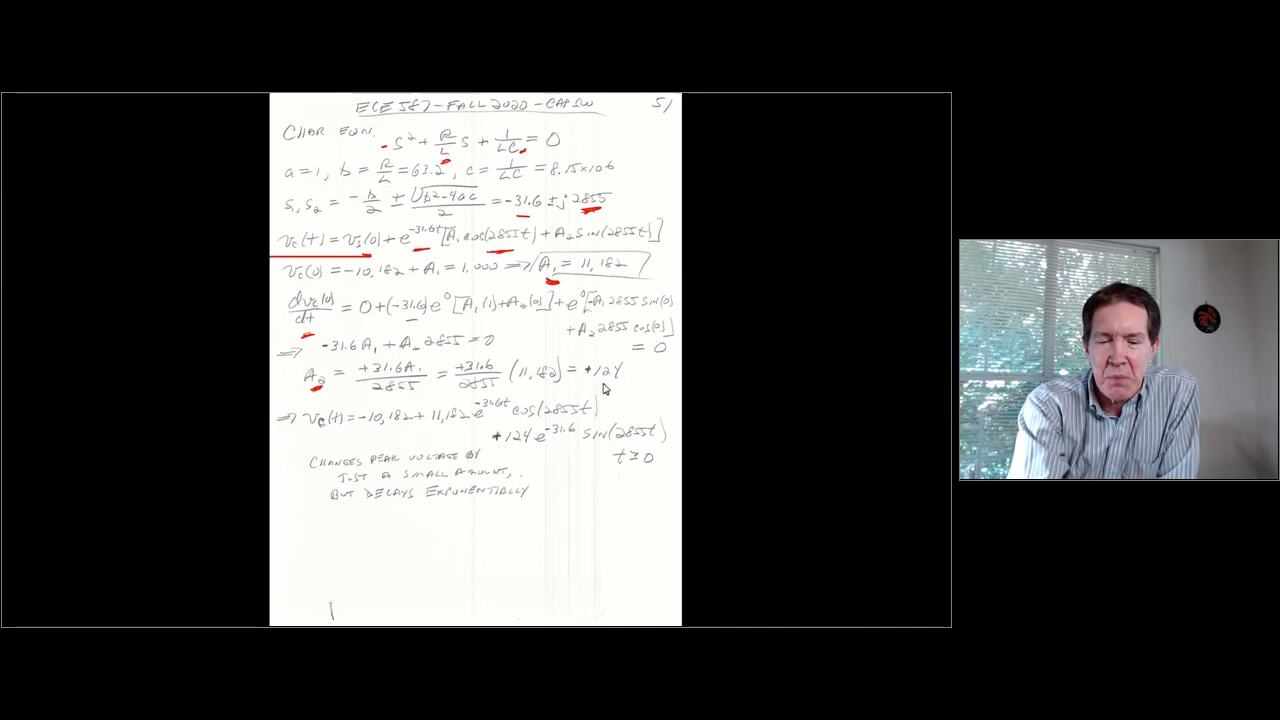 ECE 587 - FALL 2020 - CAP SW 5/
CHAR EQN. s² + R/L s + 1/LC = 0
a = 1, b = R/L = 63.2, c = 1/LC = 8.15 x 10⁶
s₁, s₂ = -b/2 ± √(b²-4ac)/2 = -31.6 ± j 2855
v_c(t) = v_s(0) + e^-31.6t [A₁ cos(2855t) + A₂ sin(2855t)]
v_c(0) = -10,182 + A₁ = 1.000 ⟹ A₁ = 11,182
dv_c(0)/dt = 0 + (-31.6) e⁰ [A₁(1) + A₂(0)] + e⁰ [-A₁ 2855 sin(0)
+ A₂ 2855 cos(0)]
= 0
⟹ -31.6 A₁ + A₂ 2855 = 0
A₂ = +31.6 A₁/2855 = +31.6/2855 (11,182) = +124
⟹ v_c(t) = -10,182 + 11,182 e^-31.6t cos(2855t)
+124 e^-31.6 sin(2855t)
t ≥ 0
CHANGES PEAK VOLTAGE BY
JUST A SMALL AMOUNT,
BUT DECAYS EXPONENTIALLY